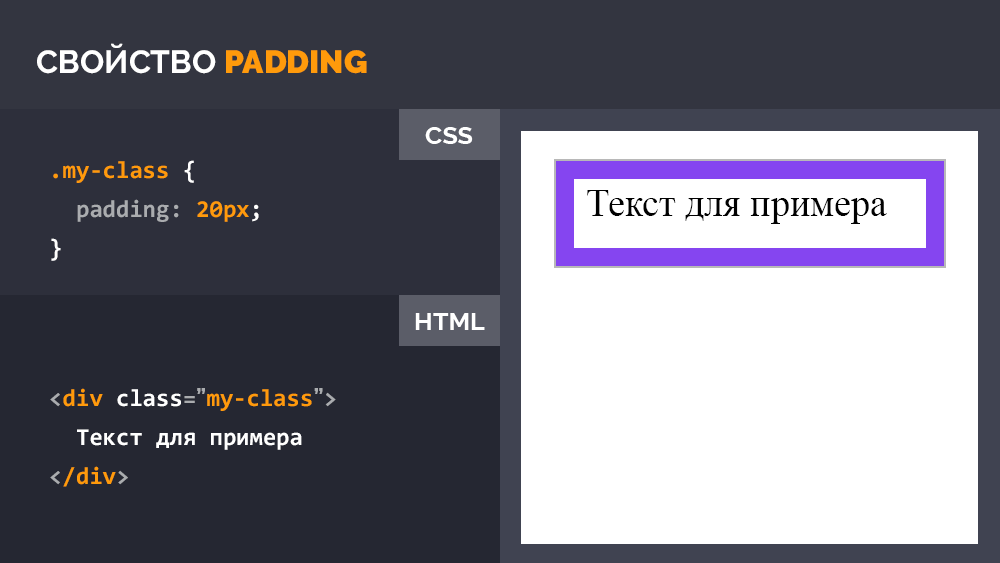 СВОЙСТВО PADDING
CSS
.my-class {
padding: 20px;
}
HTML
<div class="my-class">
Текст для примера
</div>
Текст для примера